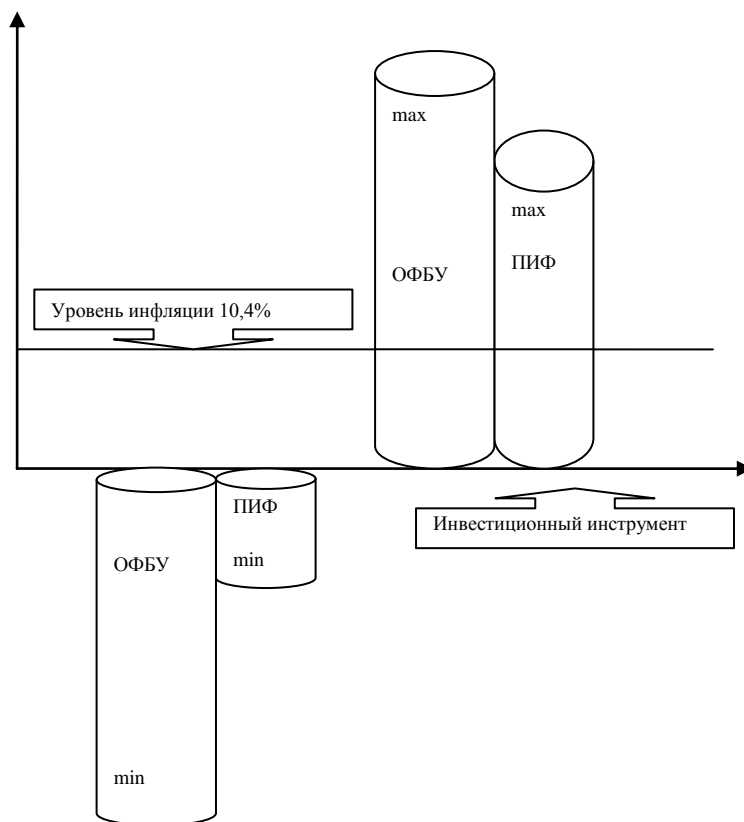 max
max
ОФБУ
ПИФ
Уровень инфляции 10,4%
ПИФ
Инвестиционный инструмент
ОФБУ
min
min